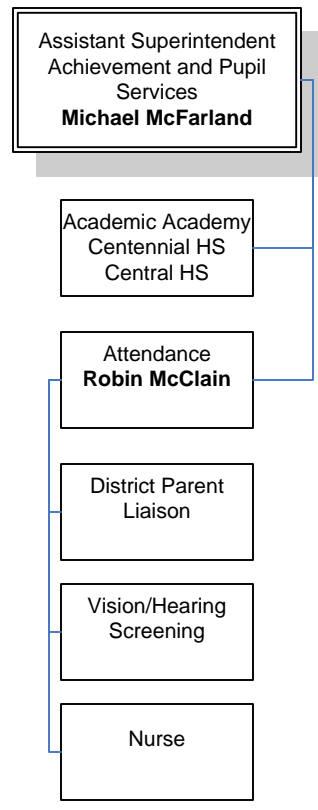 Assistant Superintendent
Achievement and Pupil
Services
Michael McFarland
Academic Academy
Centennial HS
Central HS
Attendance
Robin McClain
District Parent
Liaison
Vision/Hearing
Screening
Nurse